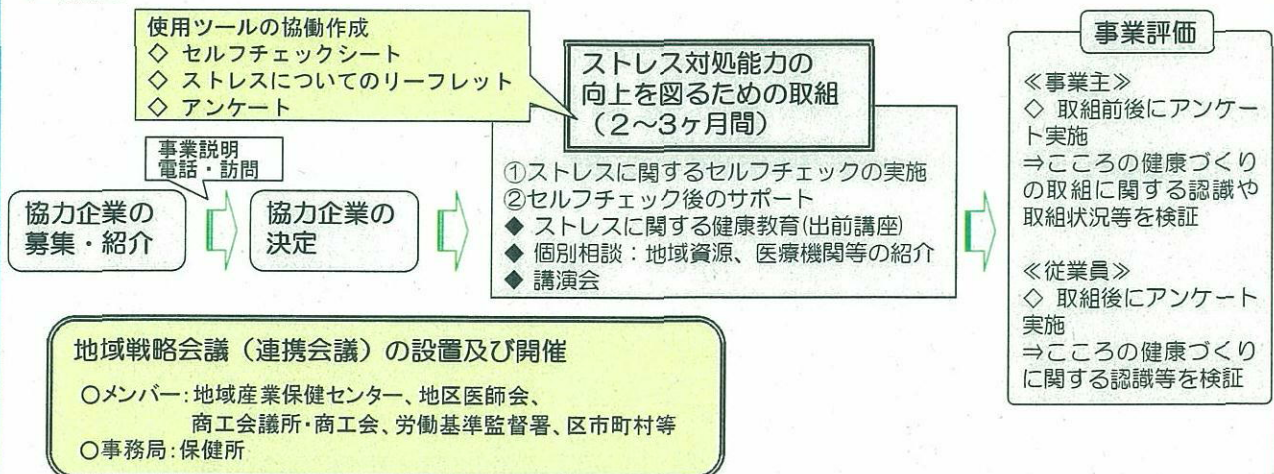 使用ツールの協働作成
◇ セルフチェックシート
◇ ストレスについてのリーフレット
◇ アンケート
事業説明
電話・訪問
協力企業の
募集・紹介
協力企業の
決定
ストレス対処能力の
向上を図るための取組
（2～3ヶ月間）
①ストレスに関するセルフチェックの実施
②セルフチェック後のサポート
◆ ストレスに関する健康教育(出前講座)
◆ 個別相談：地域資源、医療機関等の紹介
◆ 講演会
事業評価
≪事業主≫
◇ 取組前後にアンケー
ト実施
⇒こころの健康づくり
の取組に関する認識や
取組状況等を検証
≪従業員≫
◇ 取組後にアンケート
実施
⇒こころの健康づくり
に関する認識等を検証
地域戦略会議（連携会議）の設置及び開催
○メンバー：地域産業保健センター、地区医師会、
商工会議所・商工会、労働基準監督署、区市町村等
○事務局：保健所